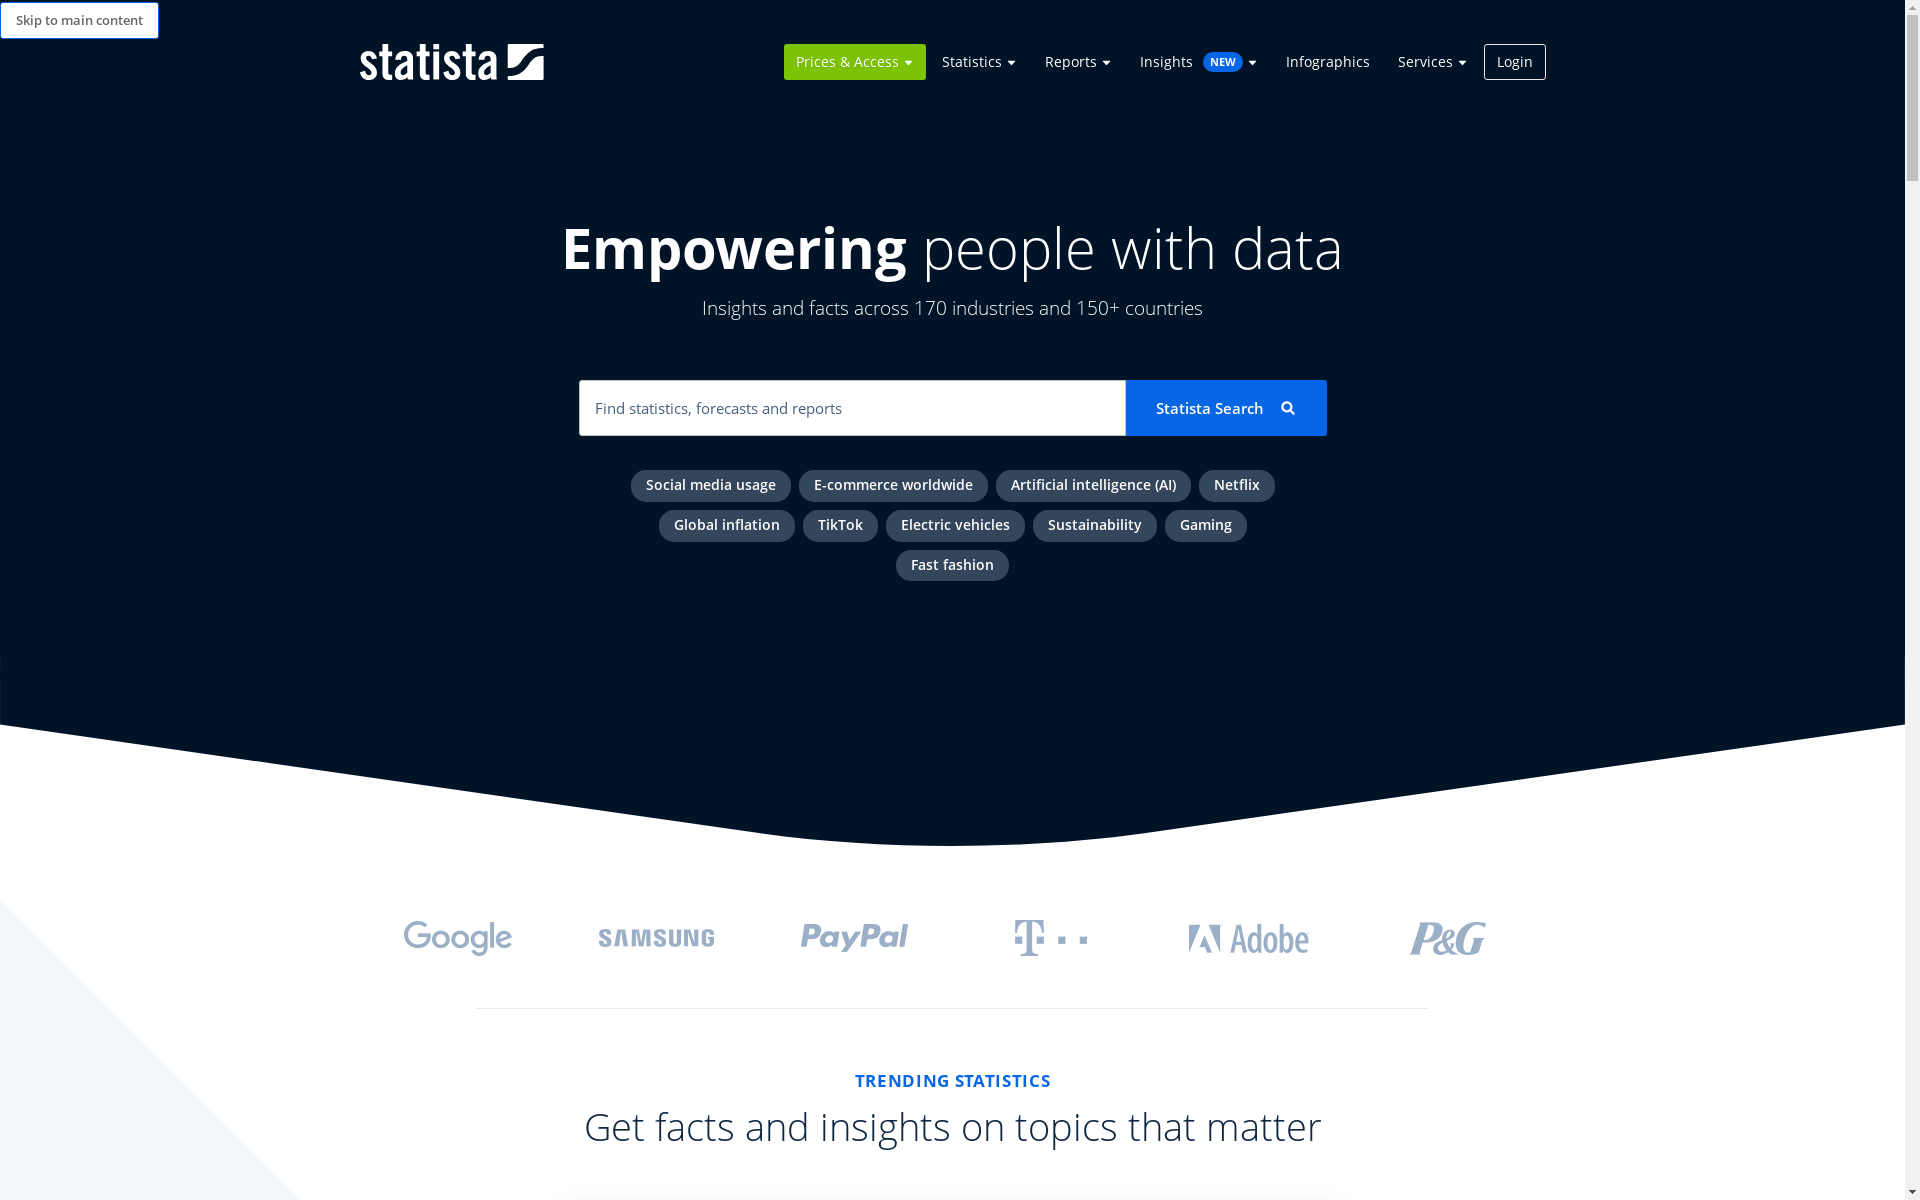 Skip to main content
statista
Prices & Access Statistics Reports Insights NEW Infographics Services Login
Empowering people with data
Insights and facts across 170 industries and 150+ countries
Find statistics, forecasts and reports Statista Search
Social media usage E-commerce worldwide Artificial intelligence (AI) Netflix
Global inflation TikTok Electric vehicles Sustainability Gaming
Fast fashion
Google SAMSUNG PayPal T Adobe P&G
TRENDING STATISTICS
Get facts and insights on topics that matter